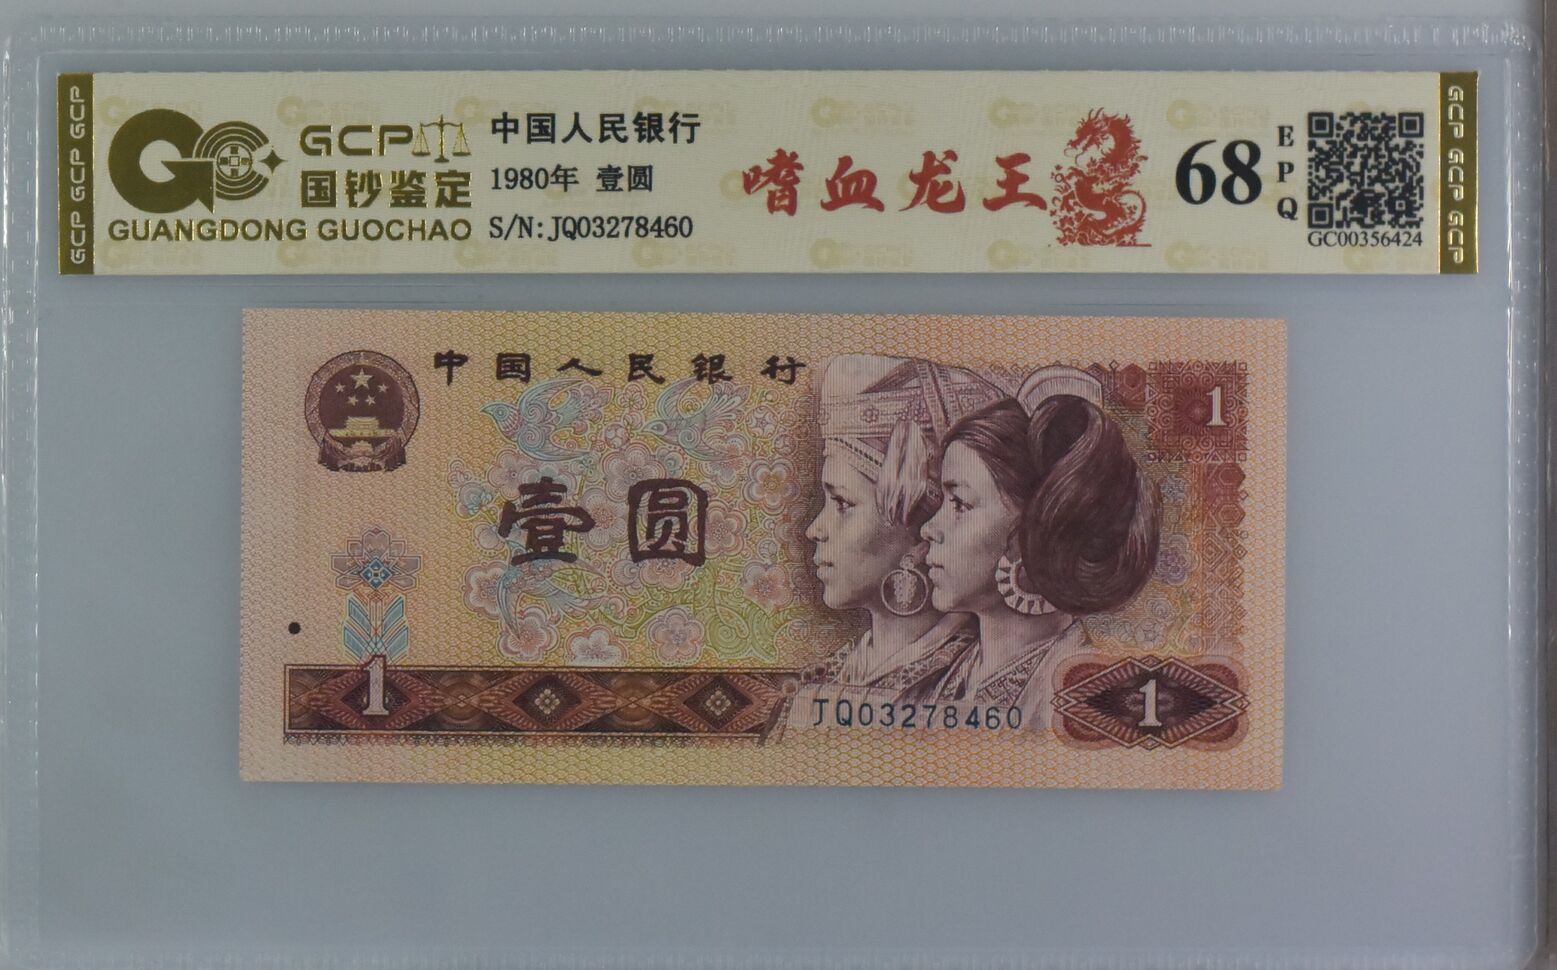 GCP GCP GCP
GCP
国钞鉴定
GUANGDONG GUOCHAO
中国人民银行
1980年 壹圆
S/N:JQ03278460
嗜血龙王
68
EPQ
GC00356424
GCP GCP GCP
中国人民银行
1
壹圆
1
JQ03278460
1